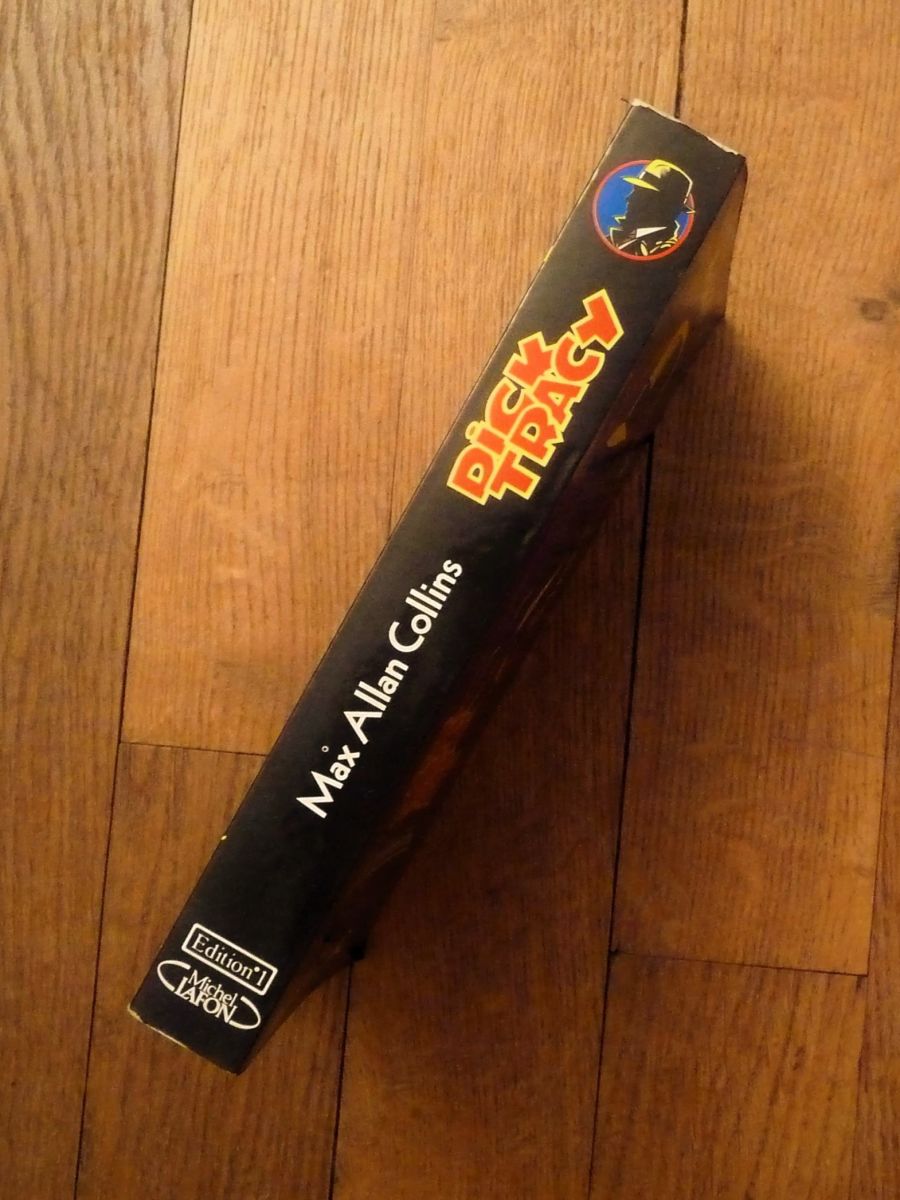 DICK
TRACY
Max Allan Collins
Edition°1
Michel
LAFON